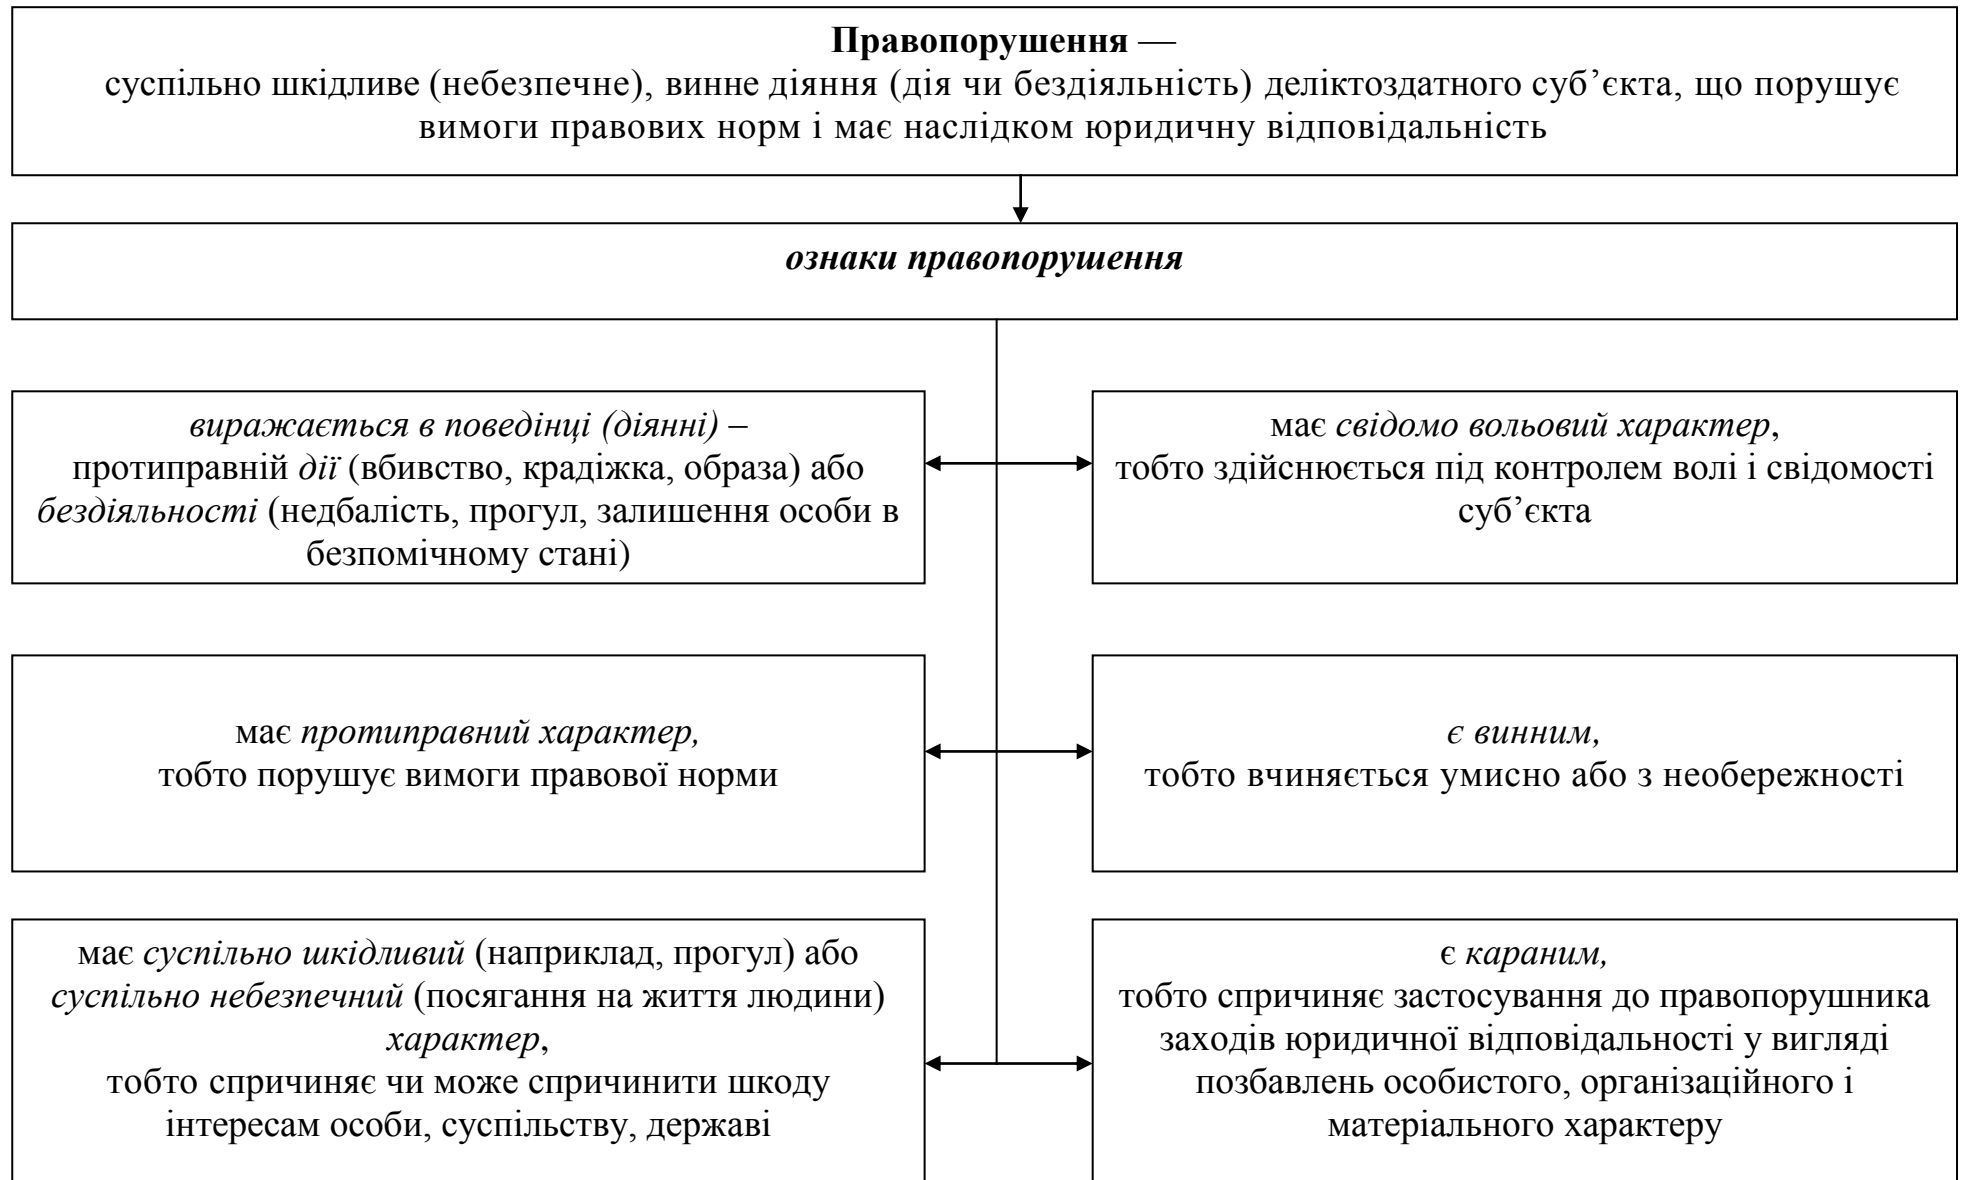 Правопорушення —
суспільно шкідливе (небезпечне), винне діяння (дія чи бездіяльність) деліктоздатного суб’єкта, що порушує
вимоги правових норм і має наслідком юридичну відповідальність
ознаки правопорушення
виражається в поведінці (діянні) –
протиправній дії (вбивство, крадіжка, образа) або
бездіяльності (недбалість, прогул, залишення особи в
безпомічному стані)
має свідомо вольовий характер,
тобто здійснюється під контролем волі і свідомості
суб’єкта
має протиправний характер,
тобто порушує вимоги правової норми
є винним,
тобто вчиняється умисно або з необережності
має суспільно шкідливий (наприклад, прогул) або
суспільно небезпечний (посягання на життя людини)
характер,
тобто спричиняє чи може спричинити шкоду
інтересам особи, суспільству, державі
є караним,
тобто спричиняє застосування до правопорушника
заходів юридичної відповідальності у вигляді
позбавлень особистого, організаційного і
матеріального характеру